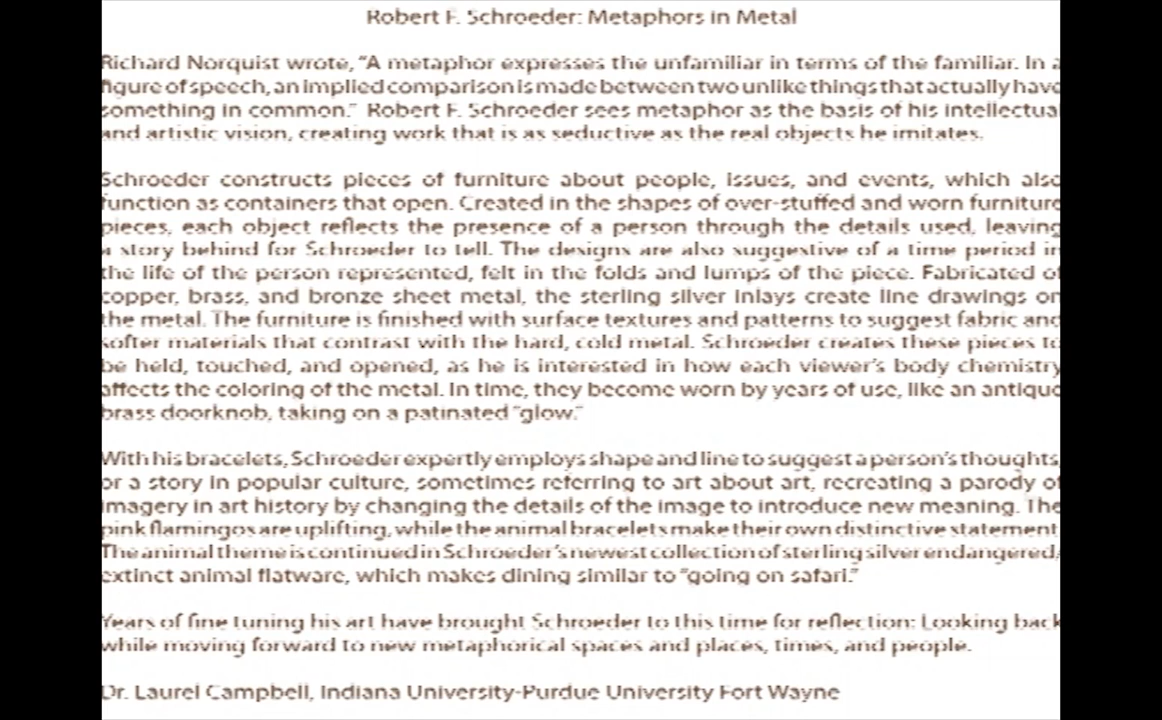 Robert F. Schroeder: Metaphors in Metal
Richard Norquist wrote, "A metaphor expresses the unfamiliar in terms of the familiar. In a
figure of speech, an implied comparison is made between two unlike things that actually have
something in common." Robert F. Schroeder sees metaphor as the basis of his intellectual
and artistic vision, creating work that is as seductive as the real objects he imitates.
Schroeder constructs pieces of furniture about people, issues, and events, which also
function as containers that open. Created in the shapes of over-stuffed and worn furniture
pieces, each object reflects the presence of a person through the details used, leaving
a story behind for Schroeder to tell. The designs are also suggestive of a time period in
the life of the person represented, felt in the folds and lumps of the piece. Fabricated of
copper, brass, and bronze sheet metal, the sterling silver inlays create line drawings on
the metal. The furniture is finished with surface textures and patterns to suggest fabric and
softer materials that contrast with the hard, cold metal. Schroeder creates these pieces to
be held, touched, and opened, as he is interested in how each viewer's body chemistry
affects the coloring of the metal. In time, they become worn by years of use, like an antique
brass doorknob, taking on a patinated "glow."
With his bracelets, Schroeder expertly employs shape and line to suggest a person's thoughts,
or a story in popular culture, sometimes referring to art about art, recreating a parody of
imagery in art history by changing the details of the image to introduce new meaning. The
pink flamingos are uplifting, while the animal bracelets make their own distinctive statement.
The animal theme is continued in Schroeder's newest collection of sterling silver endangered/
extinct animal flatware, which makes dining similar to "going on safari."
Years of fine tuning his art have brought Schroeder to this time for reflection: Looking back
while moving forward to new metaphorical spaces and places, times, and people.
Dr. Laurel Campbell, Indiana University-Purdue University Fort Wayne